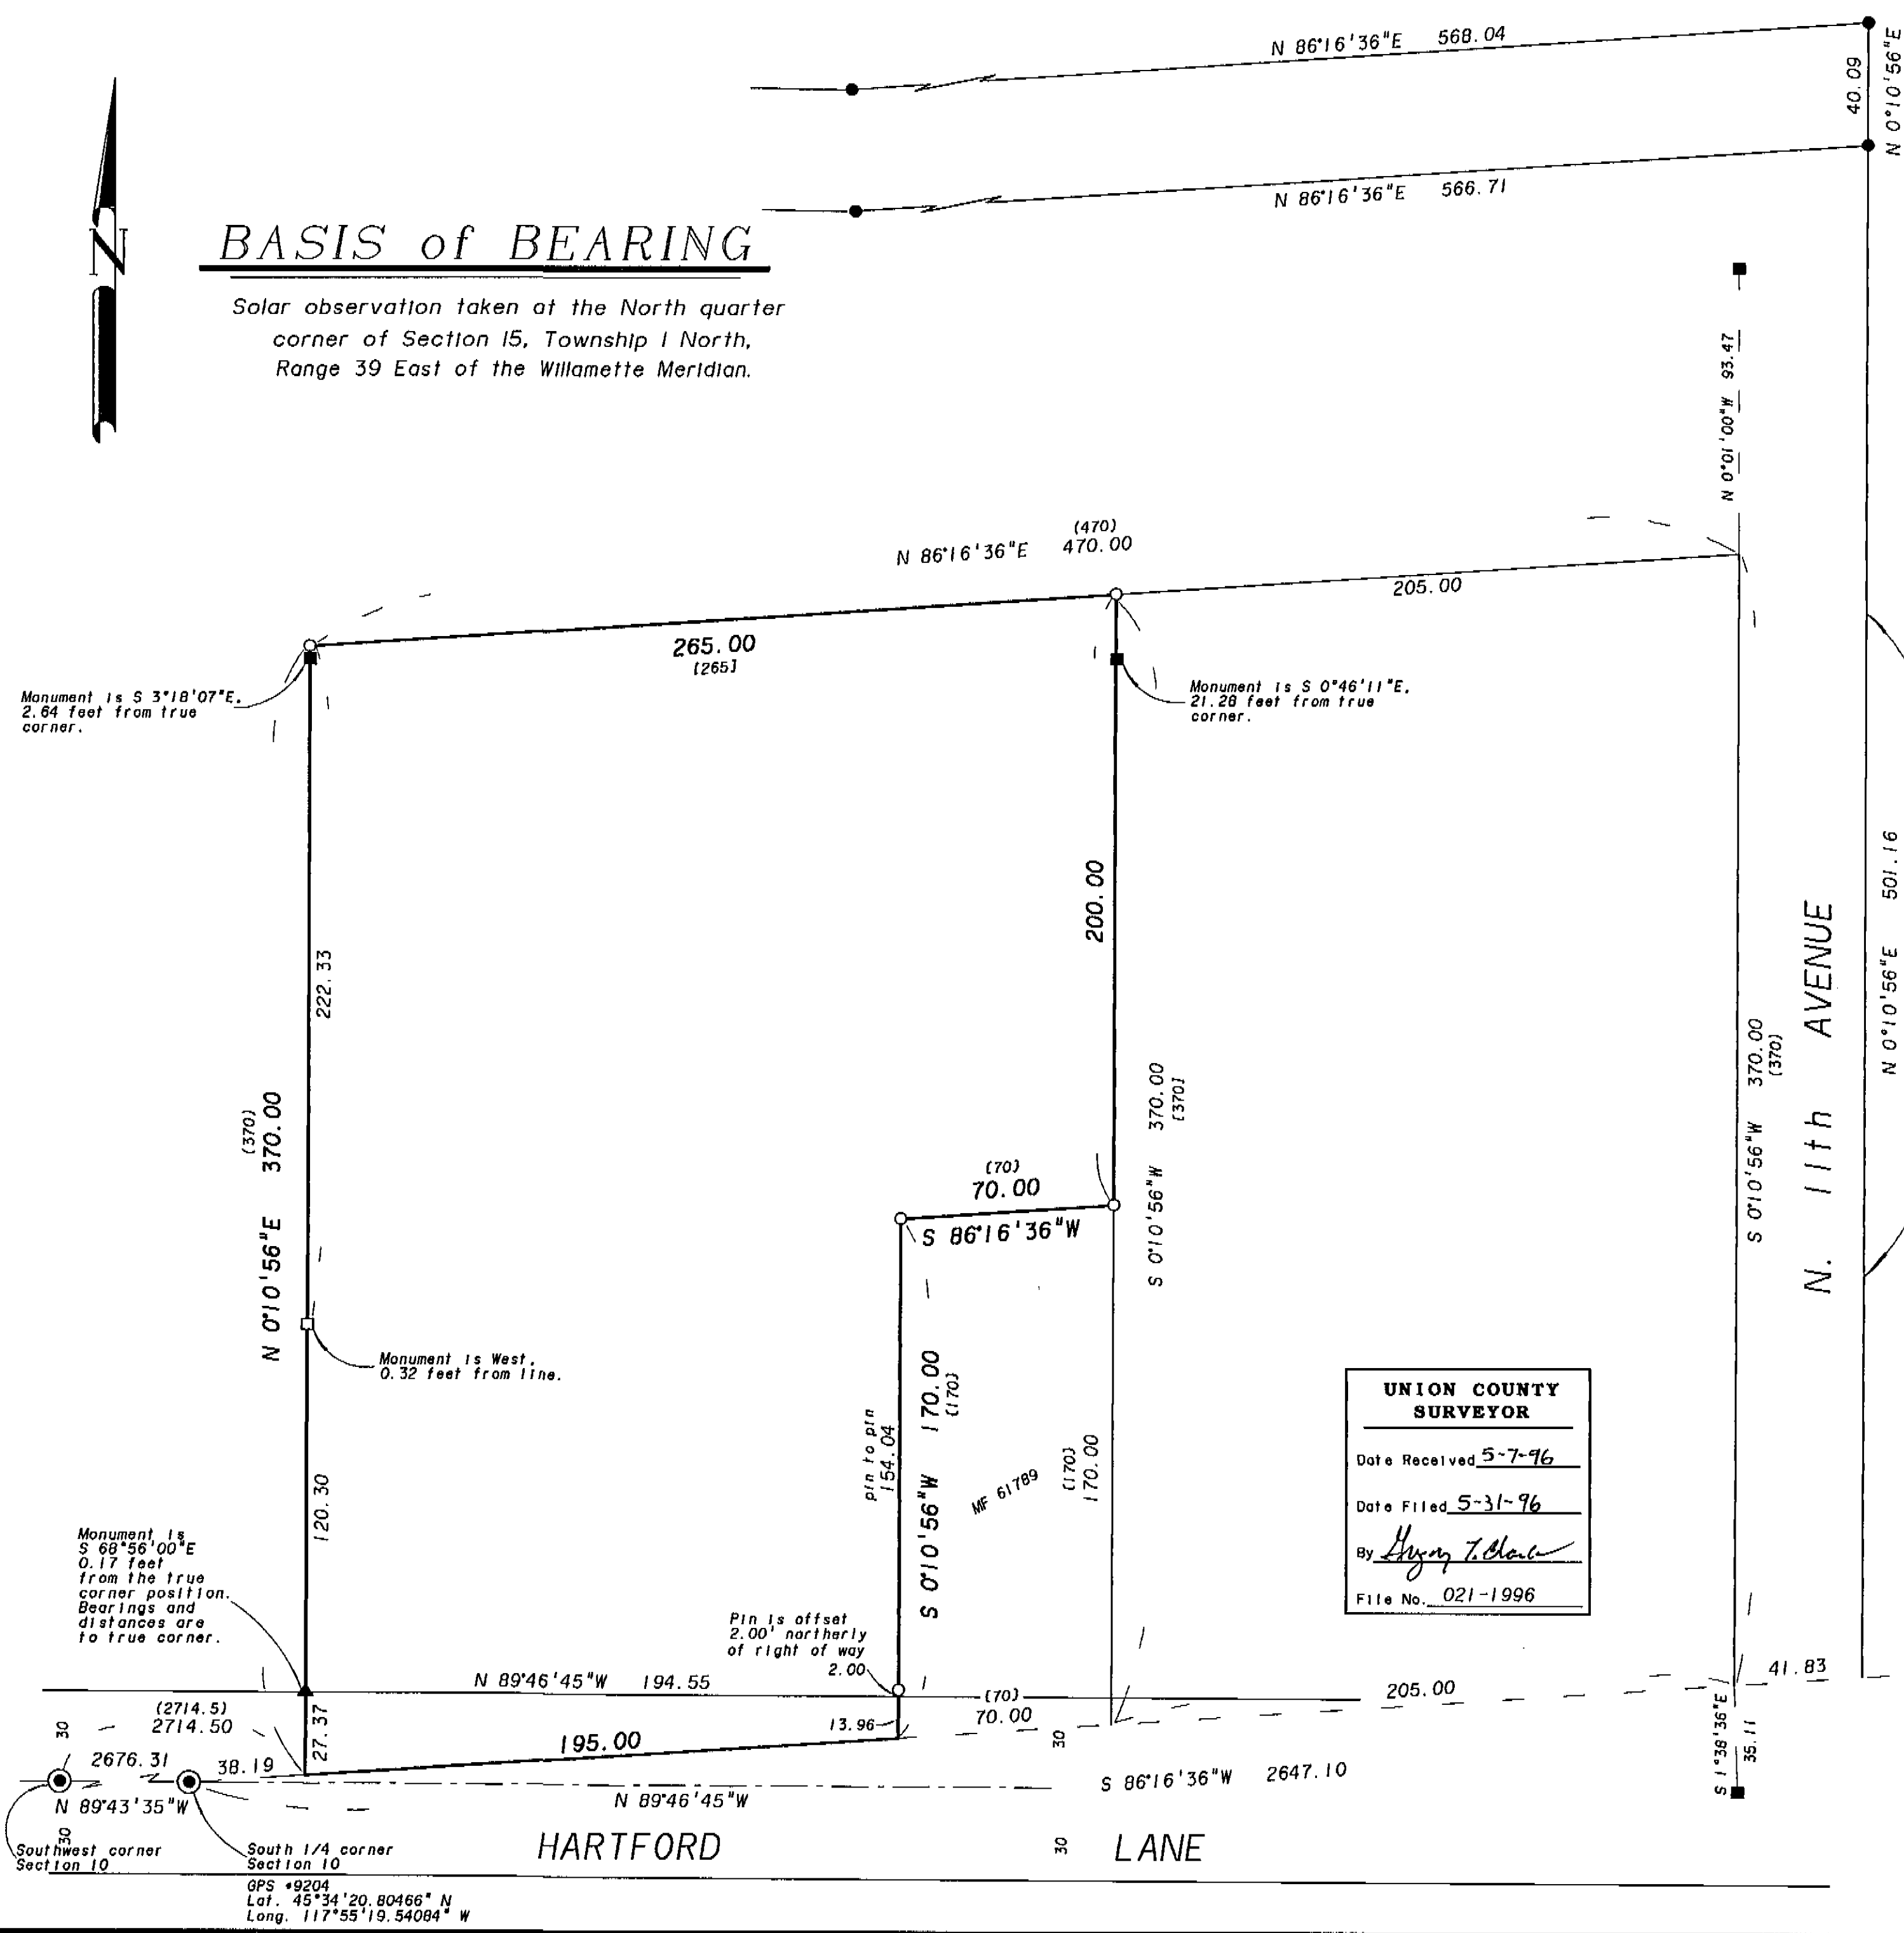 N 86°16'36"E 568.04
40.09
N 0°10'56"E
N 86°16'36"E 566.71
N
BASIS of BEARING
Solar observation taken at the North quarter
corner of Section 15, Township 1 North,
Range 39 East of the Willamette Meridian.
N 0°01'00"W 93.47
(470)
N 86°16'36"E 470.00
205.00
265.00
[265]
Monument is S 3°18'07"E,
2.64 feet from true
corner.
Monument is S 0°46'11"E,
21.28 feet from true
corner.
200.00
222.33
N 0°10'56"E 501.16
N. 11th AVENUE
(370)
N 0°10'56"E 370.00
S 0°10'56"W 370.00
[370]
S 0°10'56"W 370.00
(370)
(70)
70.00
S 86°16'36"W
Monument is West,
0.32 feet from line.
pin to pin
154.04
S 0°10'56"W 170.00
(170)
MF 61789
[170]
170.00
120.30
UNION COUNTY
SURVEYOR
Date Received 5-7-96
Date Filed 5-31-96
By
File No. 021-1996
Monument is
S 68°56'00"E
0.17 feet
from the true
corner position.
Bearings and
distances are
to true corner.
Pin is offset
2.00' northerly
of right of way
2.00
N 89°46'45"W 194.55
(70)
70.00
205.00
41.83
(2714.5)
2714.50
30
27.37
195.00
13.96
30
S 1°38'36"E
35.11
2676.31
38.19
S 86°16'36"W 2647.10
N 89°43'35"W
N 89°46'45"W
30
HARTFORD
30
LANE
Southwest corner
Section 10
South 1/4 corner
Section 10
GPS #9204
Lat. 45°34'20.80466" N
Long. 117°55'19.54084" W